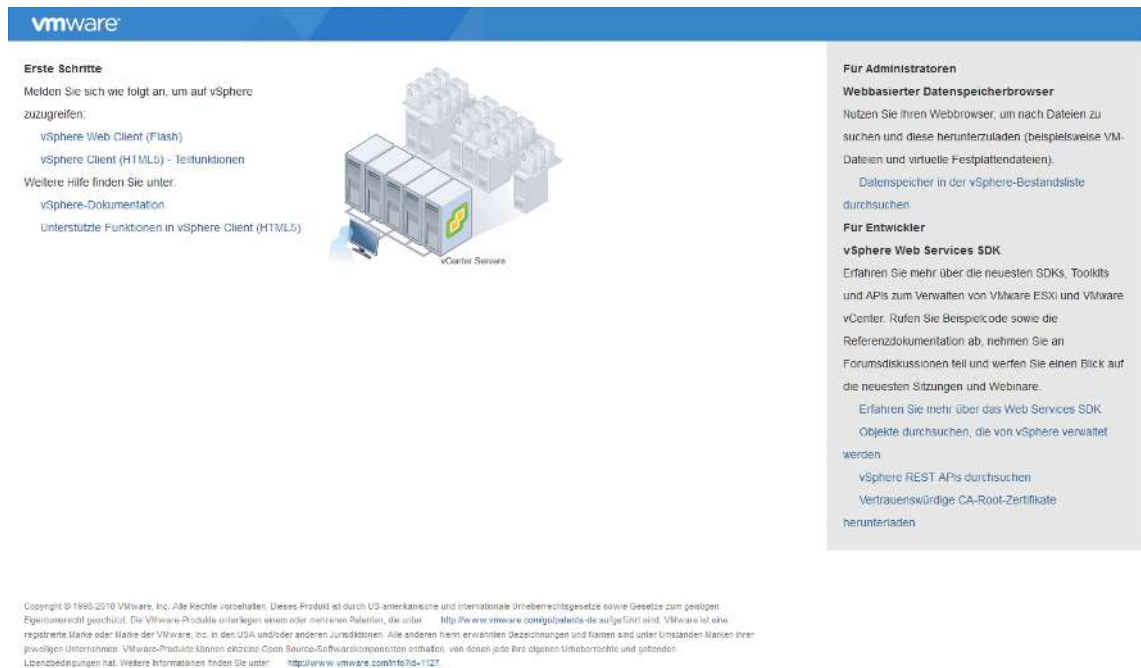 vmware
Erste Schritte
Melden Sie sich wie folgt an, um auf vSphere
zuzugreifen:
vSphere Web Client (Flash)
vSphere Client (HTML5) - Teilfunktionen
Weitere Hilfe finden Sie unter:
vSphere-Dokumentation
Unterstützte Funktionen in vSphere Client (HTML5)
vCenter Servers
Für Administratoren
Webbasierter Datenspeicherbrowser
Nutzen Sie Ihren Webbrowser, um nach Dateien zu
suchen und diese herunterzuladen (beispielsweise VM-
Dateien und virtuelle Festplattendateien).
Datenspeicher in der vSphere-Bestandsliste
durchsuchen
Für Entwickler
vSphere Web Services SDK
Erfahren Sie mehr über die neuesten SDKs, Toolkits
und APIs zum Verwalten von VMware ESXi und VMware
vCenter. Rufen Sie Beispielcode sowie die
Referenzdokumentation ab, nehmen Sie an
Forumsdiskussionen teil und werfen Sie einen Blick auf
die neuesten Sitzungen und Webinare.
Erfahren Sie mehr über das Web Services SDK
Objekte durchsuchen, die von vSphere verwaltet
werden
vSphere REST APIs durchsuchen
Vertrauenswürdige CA-Root-Zertifikate
herunterladen
Copyright © 1998-2018 VMware, Inc. Alle Rechte vorbehalten. Dieses Produkt ist durch US-amerikanische und internationale Urheberrechtsgesetze sowie Gesetze zum geistigen
Eigentumsrecht geschützt. Die VMware-Produkte unterliegen einem oder mehreren Patenten, die unter http://www.vmware.com/go/patents-de aufgeführt sind. VMware ist eine
registrierte Marke oder Marke der VMware, Inc. in den USA und/oder anderen Jurisdiktionen. Alle anderen hierin erwähnten Bezeichnungen und Namen sind unter Umständen Marken ihrer
jeweiligen Unternehmen. VMware-Produkte können einzelne Open Source-Softwarekomponenten enthalten, von denen jede ihre eigenen Urheberrechte und geltenden
Lizenzbedingungen hat. Weitere Informationen finden Sie unter http://www.vmware.com/info?id=1127.